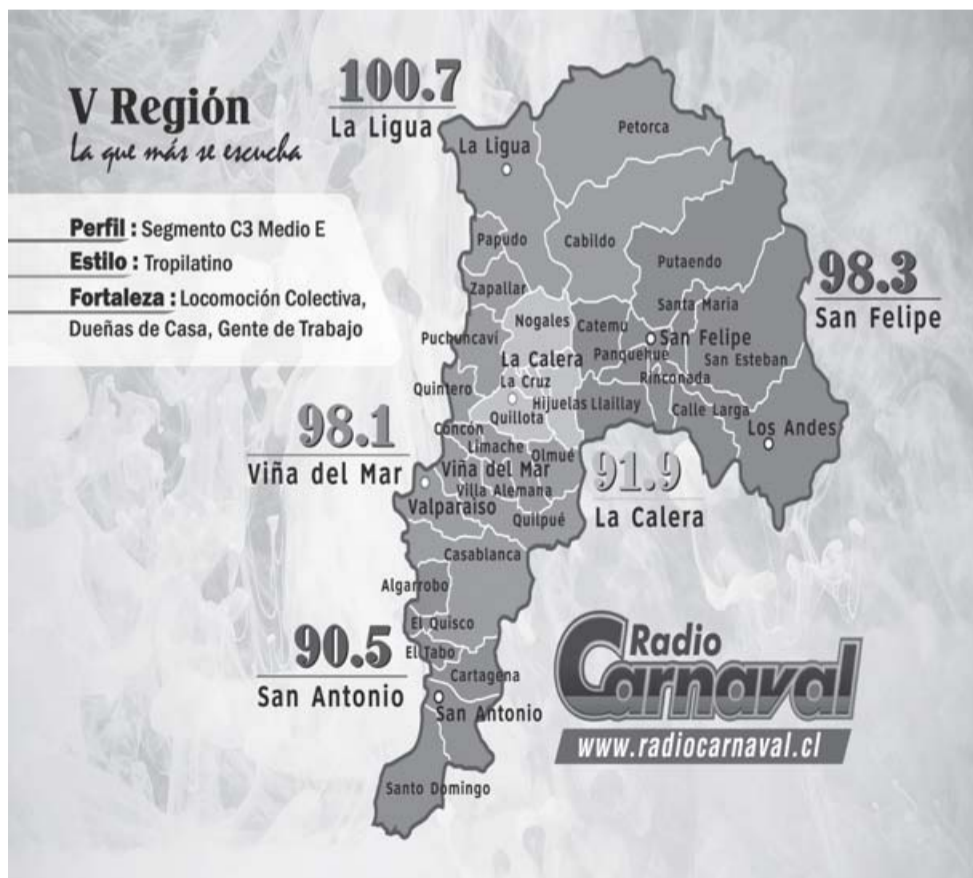 V Región
La que más se escucha
Perfil : Segmento C3 Medio E
Estilo : Tropilatino
Fortaleza : Locomoción Colectiva,
Dueñas de Casa, Gente de Trabajo
100.7
La Ligua
98.3
San Felipe
98.1
Viña del Mar
91.9
La Calera
90.5
San Antonio
La Ligua
Petorca
Papudo
Cabildo
Putaendo
Zapallar
Santa Maria
Nogales
Catemu
San Felipe
Puchuncaví
La Calera
Panquehue
San Esteban
La Cruz
Rinconada
Quintero
Hijuelas
Llaillay
Calle Larga
Quillota
Los Andes
Concón
Limache
Olmué
Viña del Mar
Villa Alemana
Valparaíso
Quilpué
Casablanca
Algarrobo
El Quisco
El Tabo
Cartagena
San Antonio
Santo Domingo
Radio
Carnaval
www.radiocarnaval.cl